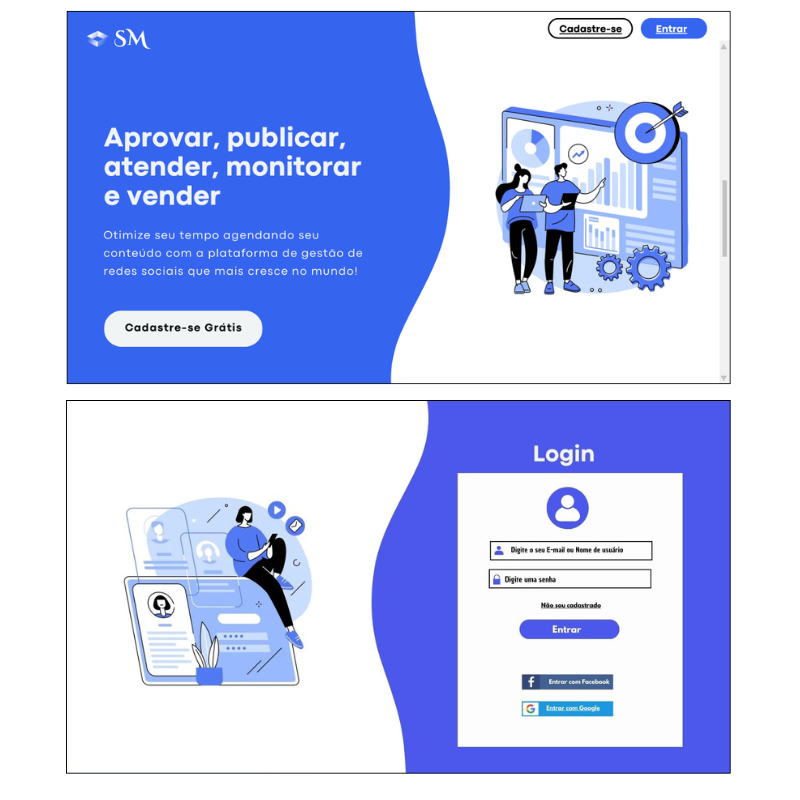 SM
Cadastre-se
Entrar
Aprovar, publicar,
atender, monitorar
e vender
Otimize seu tempo agendando seu
conteúdo com a plataforma de gestão de
redes sociais que mais cresce no mundo!
Cadastre-se Grátis
Login
Digite o seu E-mail ou Nome de usuário
Digite uma senha
Não sou cadastrado
Entrar
f
Entrar com Facebook
G
Entrar com Google